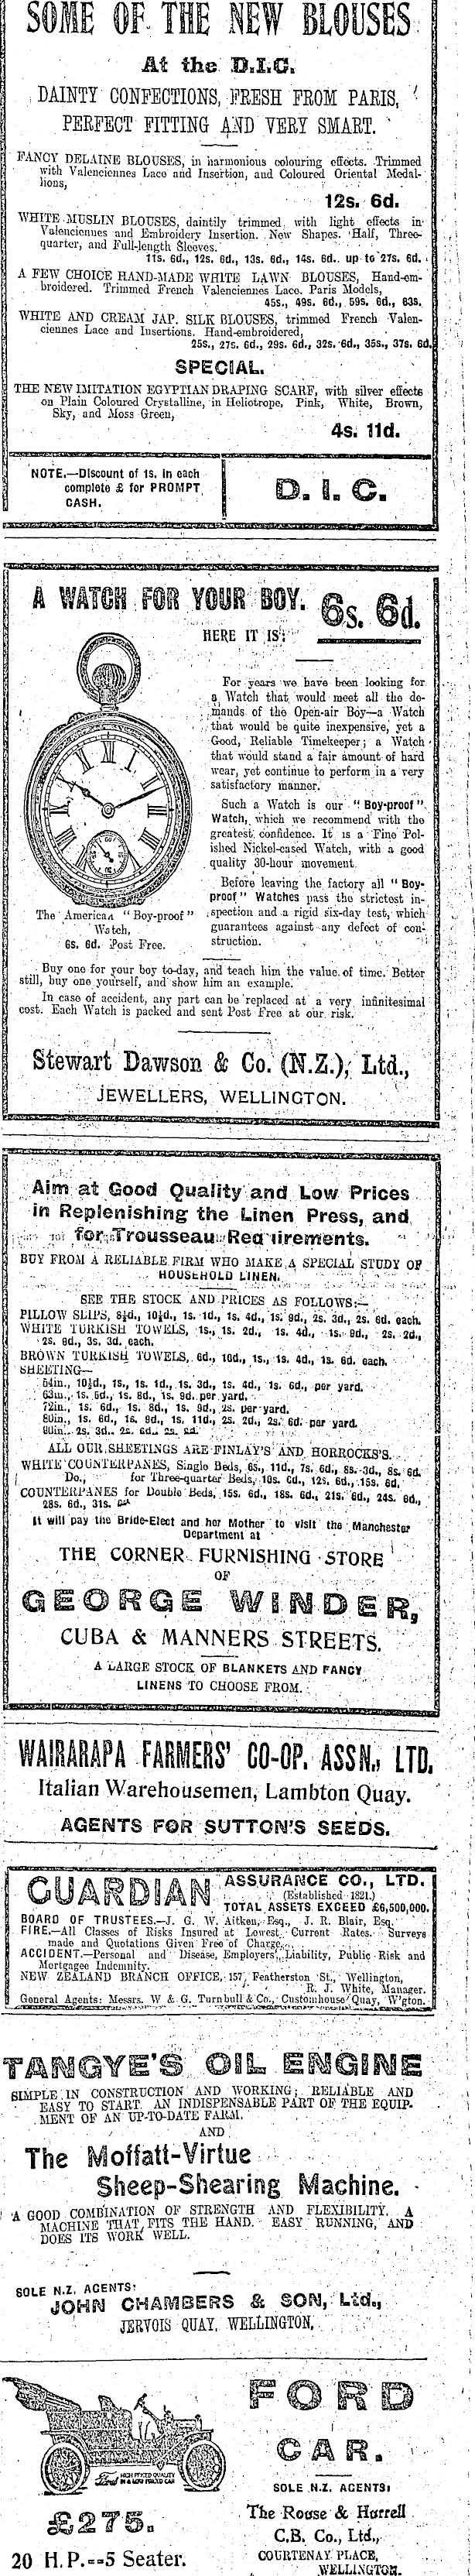 SOME OF THE NEW BLOUSES
At the D.I.C.
DAINTY CONFECTIONS, FRESH FROM PARIS,
PERFECT FITTING AND VERY SMART.
FANCY DELAINE BLOUSES, in harmonious colouring effects. Trimmed
with Valenciennes Lace and Insertion, and Coloured Oriental Medal-
lions,
12s. 6d.
WHITE MUSLIN BLOUSES, daintily trimmed with light effects in
Valenciennes and Embroidery Insertion. New Shapes. Half, Three-
quarter, and Full-length Sleeves.
11s. 6d., 12s. 6d., 13s. 6d., 14s. 6d. up to 27s. 6d.
A FEW CHOICE HAND-MADE WHITE LAWN BLOUSES, Hand-em-
broidered. Trimmed French Valenciennes Lace. Paris Models,
45s., 49s. 6d., 59s. 6d., 63s.
WHITE AND CREAM JAP. SILK BLOUSES, trimmed French Valen-
ciennes Lace and Insertions. Hand-embroidered,
25s., 27s. 6d., 29s. 6d., 32s. 6d., 35s., 37s. 6d.
SPECIAL.
THE NEW IMITATION EGYPTIAN DRAPING SCARF, with silver effects
on Plain Coloured Crystalline, in Heliotrope, Pink, White, Brown,
Sky, and Moss Green,
4s. 11d.
NOTE.—Discount of 1s. in each
complete £ for PROMPT
CASH.
D. I. C.
A WATCH FOR YOUR BOY. 6s. 6d.
HERE IT IS:
For years we have been looking for
a Watch that would meet all the de-
mands of the Open-air Boy—a Watch
that would be quite inexpensive, yet a
Good, Reliable Timekeeper; a Watch
that would stand a fair amount of hard
wear, yet continue to perform in a very
satisfactory manner.
Such a Watch is our "Boy-proof"
Watch, which we recommend with the
greatest confidence. It is a Fine Pol-
ished Nickel-cased Watch, with a good
quality 30-hour movement.
Before leaving the factory all "Boy-
proof" Watches pass the strictest in-
spection and a rigid six-day test, which
guarantees against any defect of con-
struction.
The American "Boy-proof"
Watch,
6s. 6d. Post Free.
Buy one for your boy to-day, and teach him the value of time. Better
still, buy one yourself, and show him an example.
In case of accident, any part can be replaced at a very infinitesimal
cost. Each Watch is packed and sent Post Free at our risk.
Stewart Dawson & Co. (N.Z.), Ltd.,
JEWELLERS, WELLINGTON.
Aim at Good Quality and Low Prices
in Replenishing the Linen Press, and
for Trousseau Requirements.
BUY FROM A RELIABLE FIRM WHO MAKE A SPECIAL STUDY OF
HOUSEHOLD LINEN.
SEE THE STOCK AND PRICES AS FOLLOWS:—
PILLOW SLIPS, 8½d., 10½d., 1s. 1d., 1s. 4d., 1s. 9d., 2s. 3d., 2s. 6d. each.
WHITE TURKISH TOWELS, 1s., 1s. 2d., 1s. 4d., 1s. 9d., 2s. 2d.,
2s. 9d., 3s. 3d. each.
BROWN TURKISH TOWELS, 6d., 10d., 1s., 1s. 4d., 1s. 6d. each.
SHEETING—
54in., 10½d., 1s., 1s. 1d., 1s. 3d., 1s. 4d., 1s. 6d., per yard.
63in., 1s. 5d., 1s. 8d., 1s. 9d. per yard.
72in., 1s. 6d., 1s. 8d., 1s. 9d., 2s. per yard.
80in., 1s. 6d., 1s. 9d., 1s. 11d., 2s. 2d., 2s. 6d. per yard.
90in., 2s. 3d., 2s. 6d.
ALL OUR SHEETINGS ARE FINLAY'S AND HORROCKS'S.
WHITE COUNTERPANES, Single Beds, 6s., 11d., 7s. 6d., 8s. 3d., 8s. 6d.
Do., for Three-quarter Beds, 10s. 6d., 12s. 6d., 15s. 6d.
COUNTERPANES for Double Beds, 15s. 6d., 18s. 6d., 21s. 6d., 24s. 6d.,
28s. 6d., 31s.
It will pay the Bride-Elect and her Mother to visit the Manchester
Department at
THE CORNER FURNISHING STORE
OF
GEORGE WINDER,
CUBA & MANNERS STREETS.
A LARGE STOCK OF BLANKETS AND FANCY
LINENS TO CHOOSE FROM.
WAIRARAPA FARMERS' CO-OP. ASSN., LTD.
Italian Warehousemen, Lambton Quay.
AGENTS FOR SUTTON'S SEEDS.
GUARDIAN ASSURANCE CO., LTD.
(Established 1821.)
TOTAL ASSETS EXCEED £6,500,000.
BOARD OF TRUSTEES.—J. G. W. Aitken, Esq., J. R. Blair, Esq.
FIRE.—All Classes of Risks Insured at Lowest Current Rates. Surveys
made and Quotations Given Free of Charge.
ACCIDENT.—Personal and Disease, Employers' Liability, Public Risk and
Mortgagee Indemnity.
NEW ZEALAND BRANCH OFFICE, 157, Featherston St., Wellington,
R. J. White, Manager.
General Agents: Messrs. W & G. Turnbull & Co., Customhouse Quay, W'gton.
TANGYE'S OIL ENGINE
SIMPLE IN CONSTRUCTION AND WORKING; RELIABLE AND
EASY TO START. AN INDISPENSABLE PART OF THE EQUIP-
MENT OF AN UP-TO-DATE FARM.
AND
The Moffatt-Virtue
Sheep-Shearing Machine.
A GOOD COMBINATION OF STRENGTH AND FLEXIBILITY. A
MACHINE THAT FITS THE HAND. EASY RUNNING, AND
DOES ITS WORK WELL.
SOLE N.Z. AGENTS:
JOHN CHAMBERS & SON, Ltd.,
JERVOIS QUAY, WELLINGTON.
FORD
CAR.
Ford HIGH PRICED QUALITY
IN A LOW PRICED CAR
£275.
20 H.P.--5 Seater.
SOLE N.Z. AGENTS:
The Rouse & Hurrell
C.B. Co., Ltd.,
COURTENAY PLACE,
WELLINGTON.